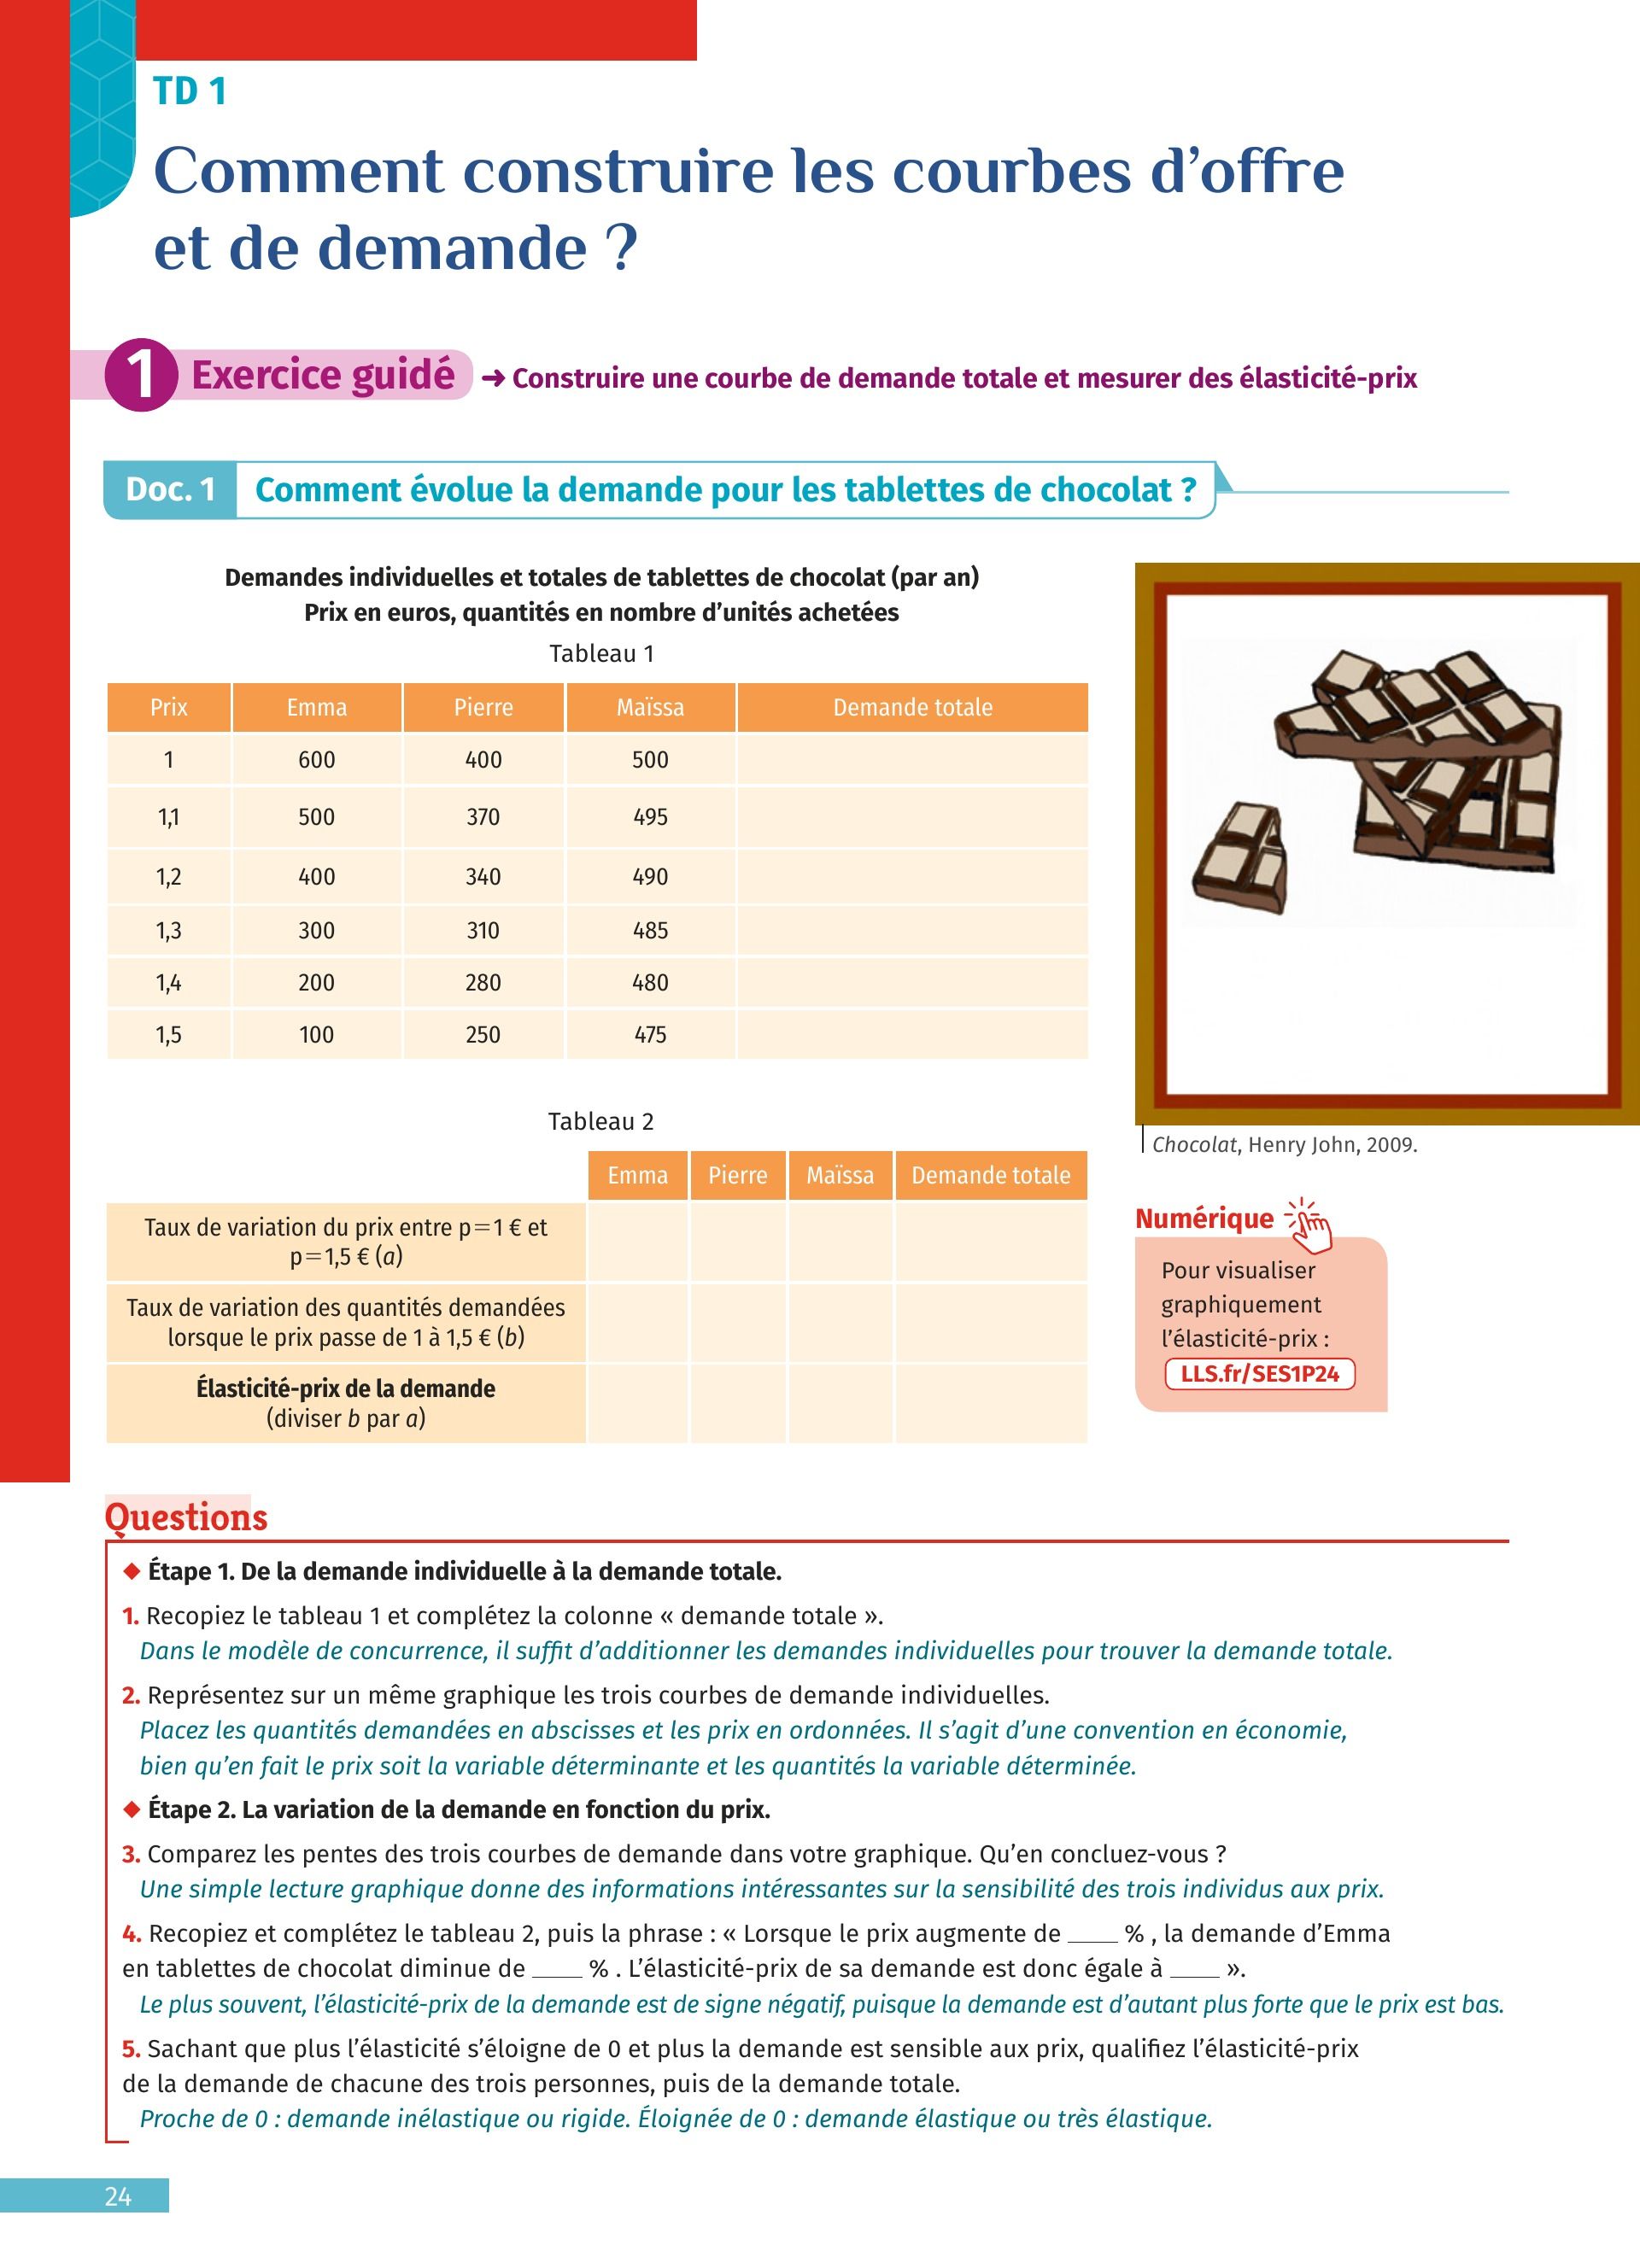 TD 1
Comment construire les courbes d’offre
et de demande ?
1 Exercice guidé ➜ Construire une courbe de demande totale et mesurer des élasticité-prix
Doc. 1 Comment évolue la demande pour les tablettes de chocolat ?
Demandes individuelles et totales de tablettes de chocolat (par an)
Prix en euros, quantités en nombre d’unités achetées
Tableau 1
Prix Emma Pierre Maïssa Demande totale
1 600 400 500
1,1 500 370 495
1,2 400 340 490
1,3 300 310 485
1,4 200 280 480
1,5 100 250 475
Chocolat, Henry John, 2009.
Tableau 2
Emma Pierre Maïssa Demande totale
Taux de variation du prix entre p=1 € et
p=1,5 € (a)
Taux de variation des quantités demandées
lorsque le prix passe de 1 à 1,5 € (b)
Élasticité-prix de la demande
(diviser b par a)
Numérique
Pour visualiser
graphiquement
l’élasticité-prix :
LLS.fr/SES1P24
Questions
◆ Étape 1. De la demande individuelle à la demande totale.
1. Recopiez le tableau 1 et complétez la colonne « demande totale ».
Dans le modèle de concurrence, il suffit d’additionner les demandes individuelles pour trouver la demande totale.
2. Représentez sur un même graphique les trois courbes de demande individuelles.
Placez les quantités demandées en abscisses et les prix en ordonnées. Il s’agit d’une convention en économie,
bien qu’en fait le prix soit la variable déterminante et les quantités la variable déterminée.
◆ Étape 2. La variation de la demande en fonction du prix.
3. Comparez les pentes des trois courbes de demande dans votre graphique. Qu’en concluez-vous ?
Une simple lecture graphique donne des informations intéressantes sur la sensibilité des trois individus aux prix.
4. Recopiez et complétez le tableau 2, puis la phrase : « Lorsque le prix augmente de ____ % , la demande d’Emma
en tablettes de chocolat diminue de ____ % . L’élasticité-prix de sa demande est donc égale à ____ ».
Le plus souvent, l’élasticité-prix de la demande est de signe négatif, puisque la demande est d’autant plus forte que le prix est bas.
5. Sachant que plus l’élasticité s’éloigne de 0 et plus la demande est sensible aux prix, qualifiez l’élasticité-prix
de la demande de chacune des trois personnes, puis de la demande totale.
Proche de 0 : demande inélastique ou rigide. Éloignée de 0 : demande élastique ou très élastique.
24